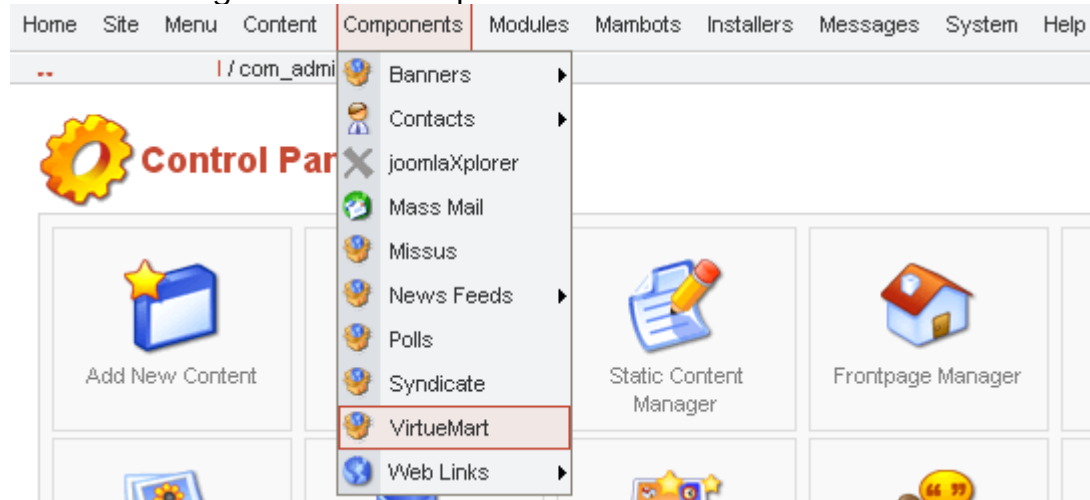 Home Site Menu Content Components Modules Mambots Installers Messages System Help
/ com_admi
Banners
Contacts
Control Pan
joomlaXplorer
Mass Mail
Missus
News Feeds
Polls
Add New Content
Syndicate
Static Content
Manager
Frontpage Manager
VirtueMart
Web Links